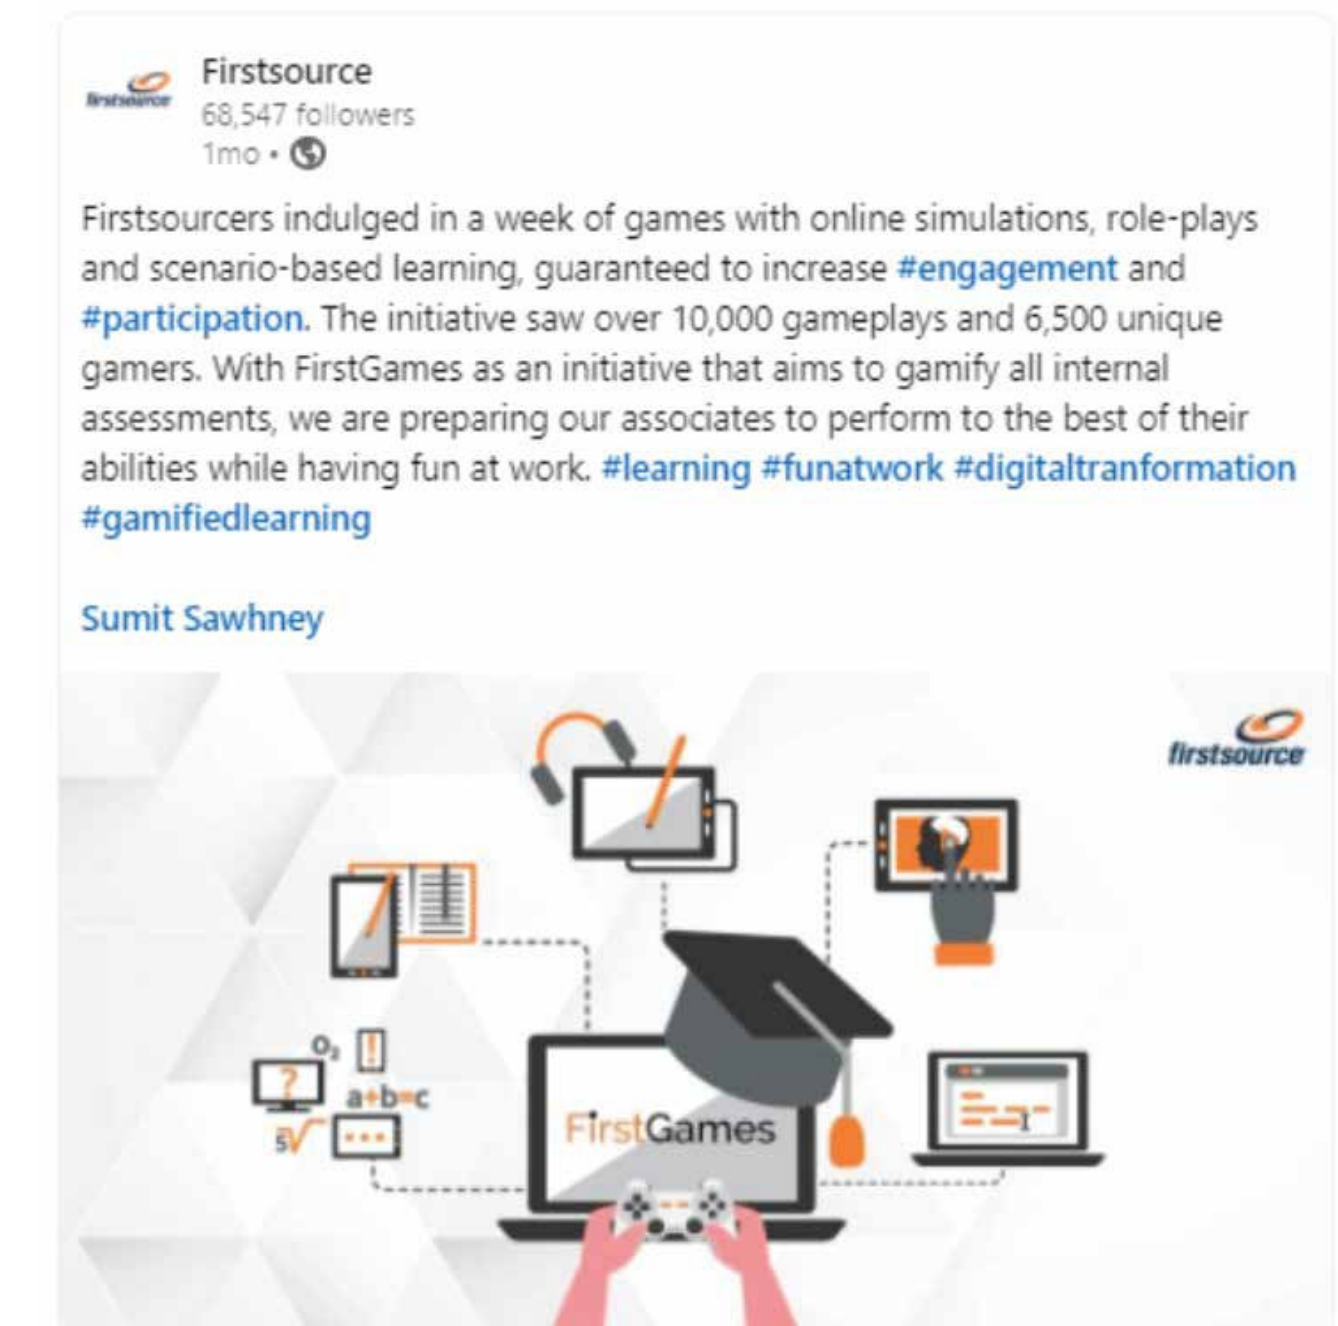 firstsource
Firstsource
68,547 followers
1mo •
Firstsourcers indulged in a week of games with online simulations, role-plays
and scenario-based learning, guaranteed to increase #engagement and
#participation. The initiative saw over 10,000 gameplays and 6,500 unique
gamers. With FirstGames as an initiative that aims to gamify all internal
assessments, we are preparing our associates to perform to the best of their
abilities while having fun at work. #learning #funatwork #digitaltranformation
#gamifiedlearning
Sumit Sawhney
firstsource
O₂ !
?
a+b=c
5√
FirstGames